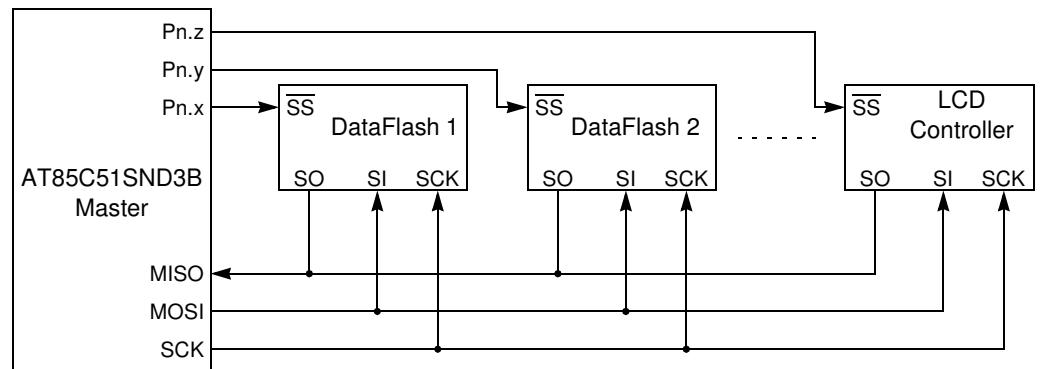 Pn.z
Pn.y
Pn.x
AT85C51SND3B
Master
MISO
MOSI
SCK
SS
DataFlash 1
SO SI SCK
SS
DataFlash 2
SO SI SCK
SS
LCD
Controller
SO SI SCK